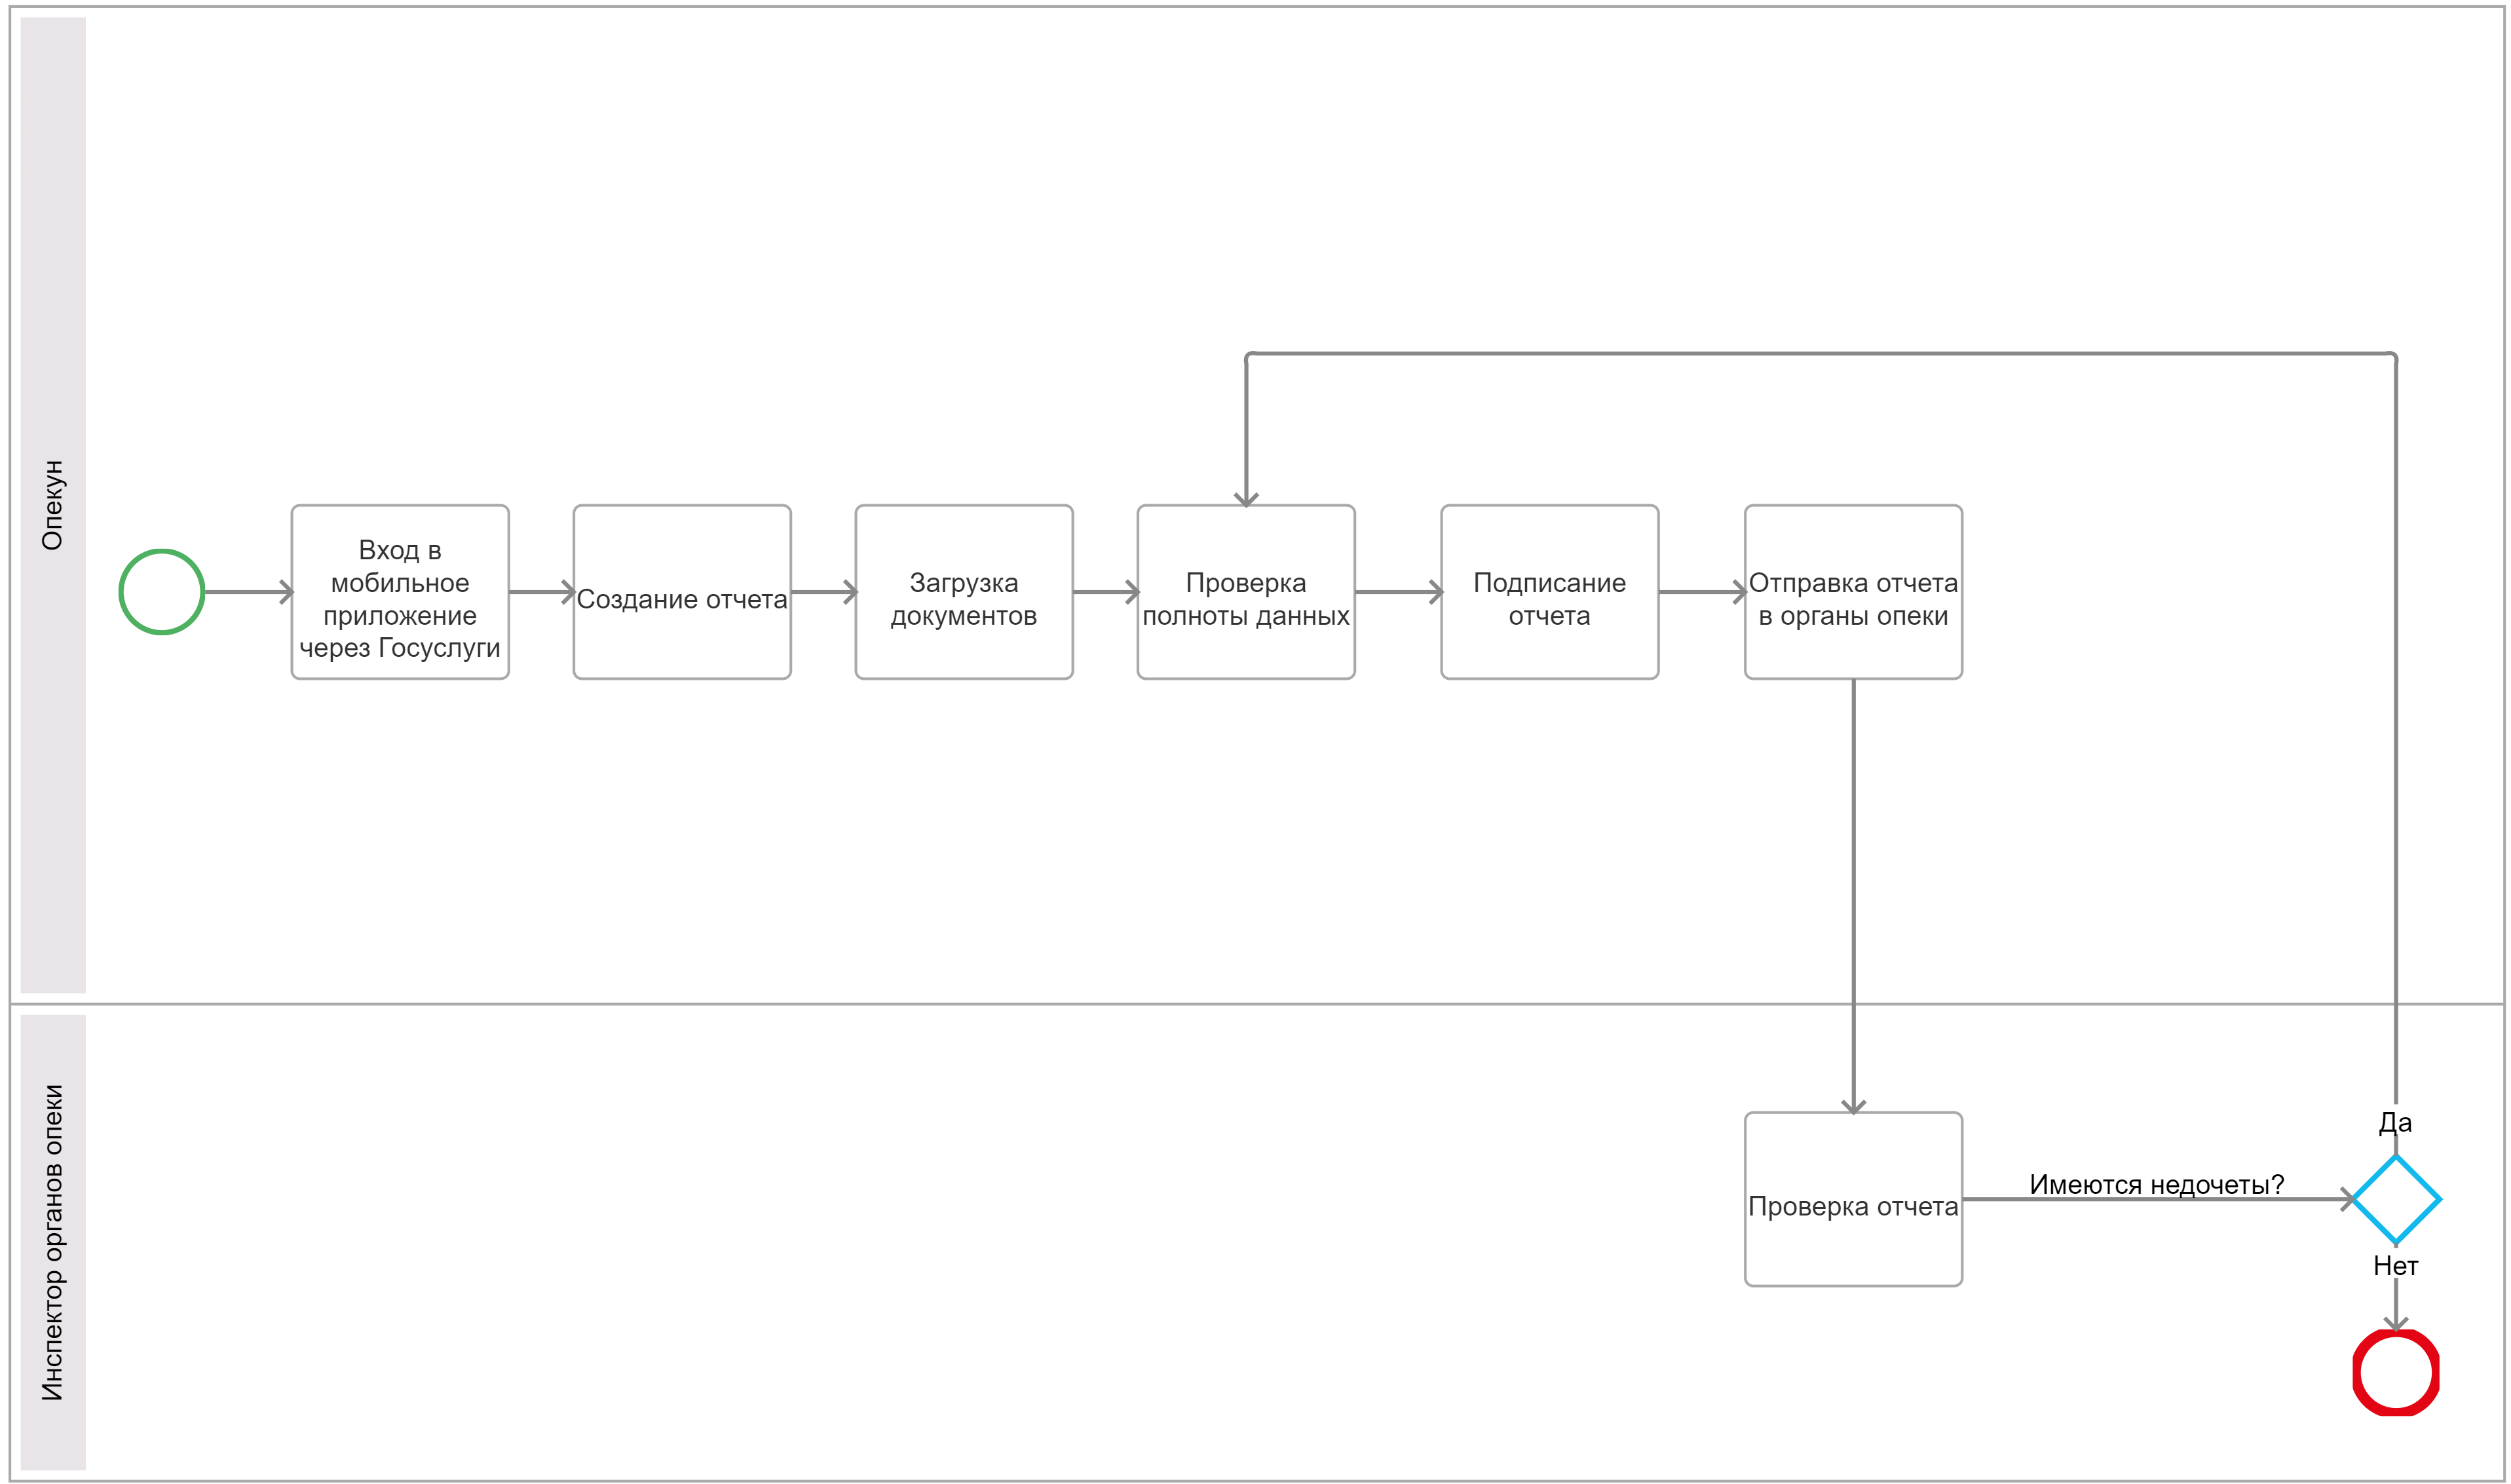 Опекун
Вход в
мобильное
приложение
через Госуслуги
Создание отчета
Загрузка
документов
Проверка
полноты данных
Подписание
отчета
Отправка отчета
в органы опеки
Инспектор органов опеки
Проверка отчета
Имеются недочеты?
Да
Нет